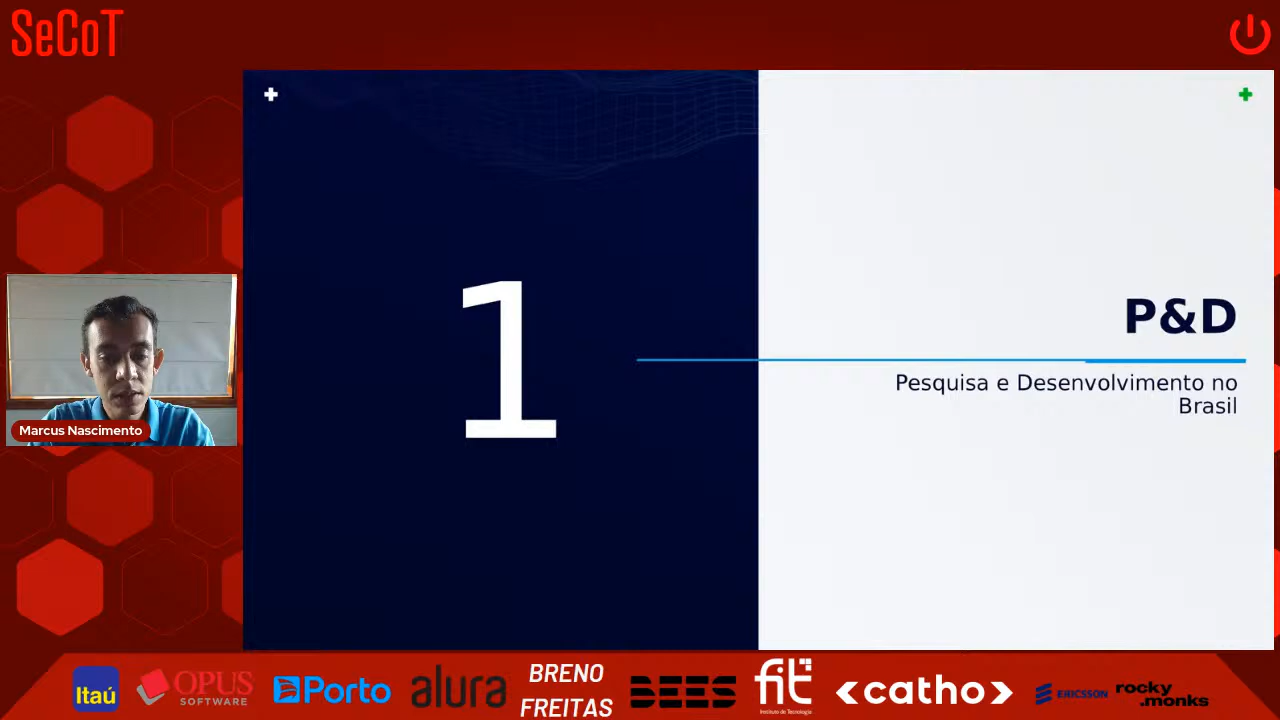 SeCoT
1
P&D
Pesquisa e Desenvolvimento no
Brasil
Marcus Nascimento
Itaú
OPUS
SOFTWARE
Porto
alura
BRENO
FREITAS
BEES
fit
Instituto de Tecnologia
catho
ERICSSON
rocky
.monks